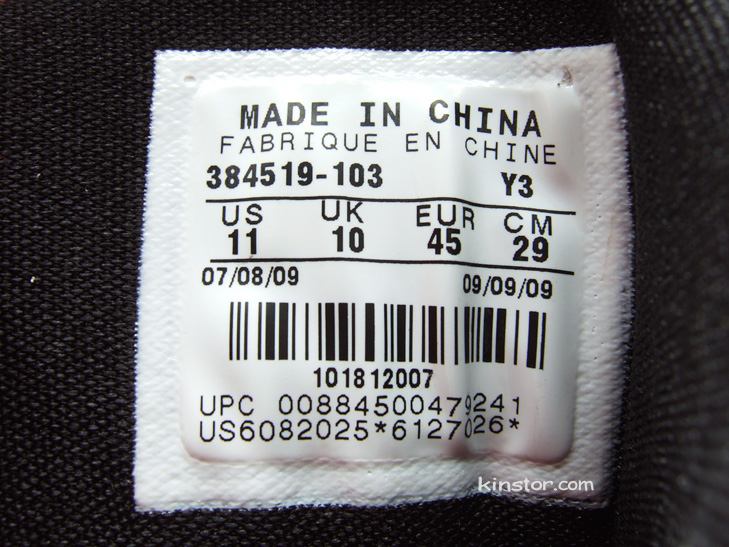 MADE IN CHINA
FABRIQUE EN CHINE
384519-103 Y3
US UK EUR CM
11 10 45 29
07/08/09 09/09/09
101812007
UPC 00884500479241
US6082025*6127026*
kinstor.com